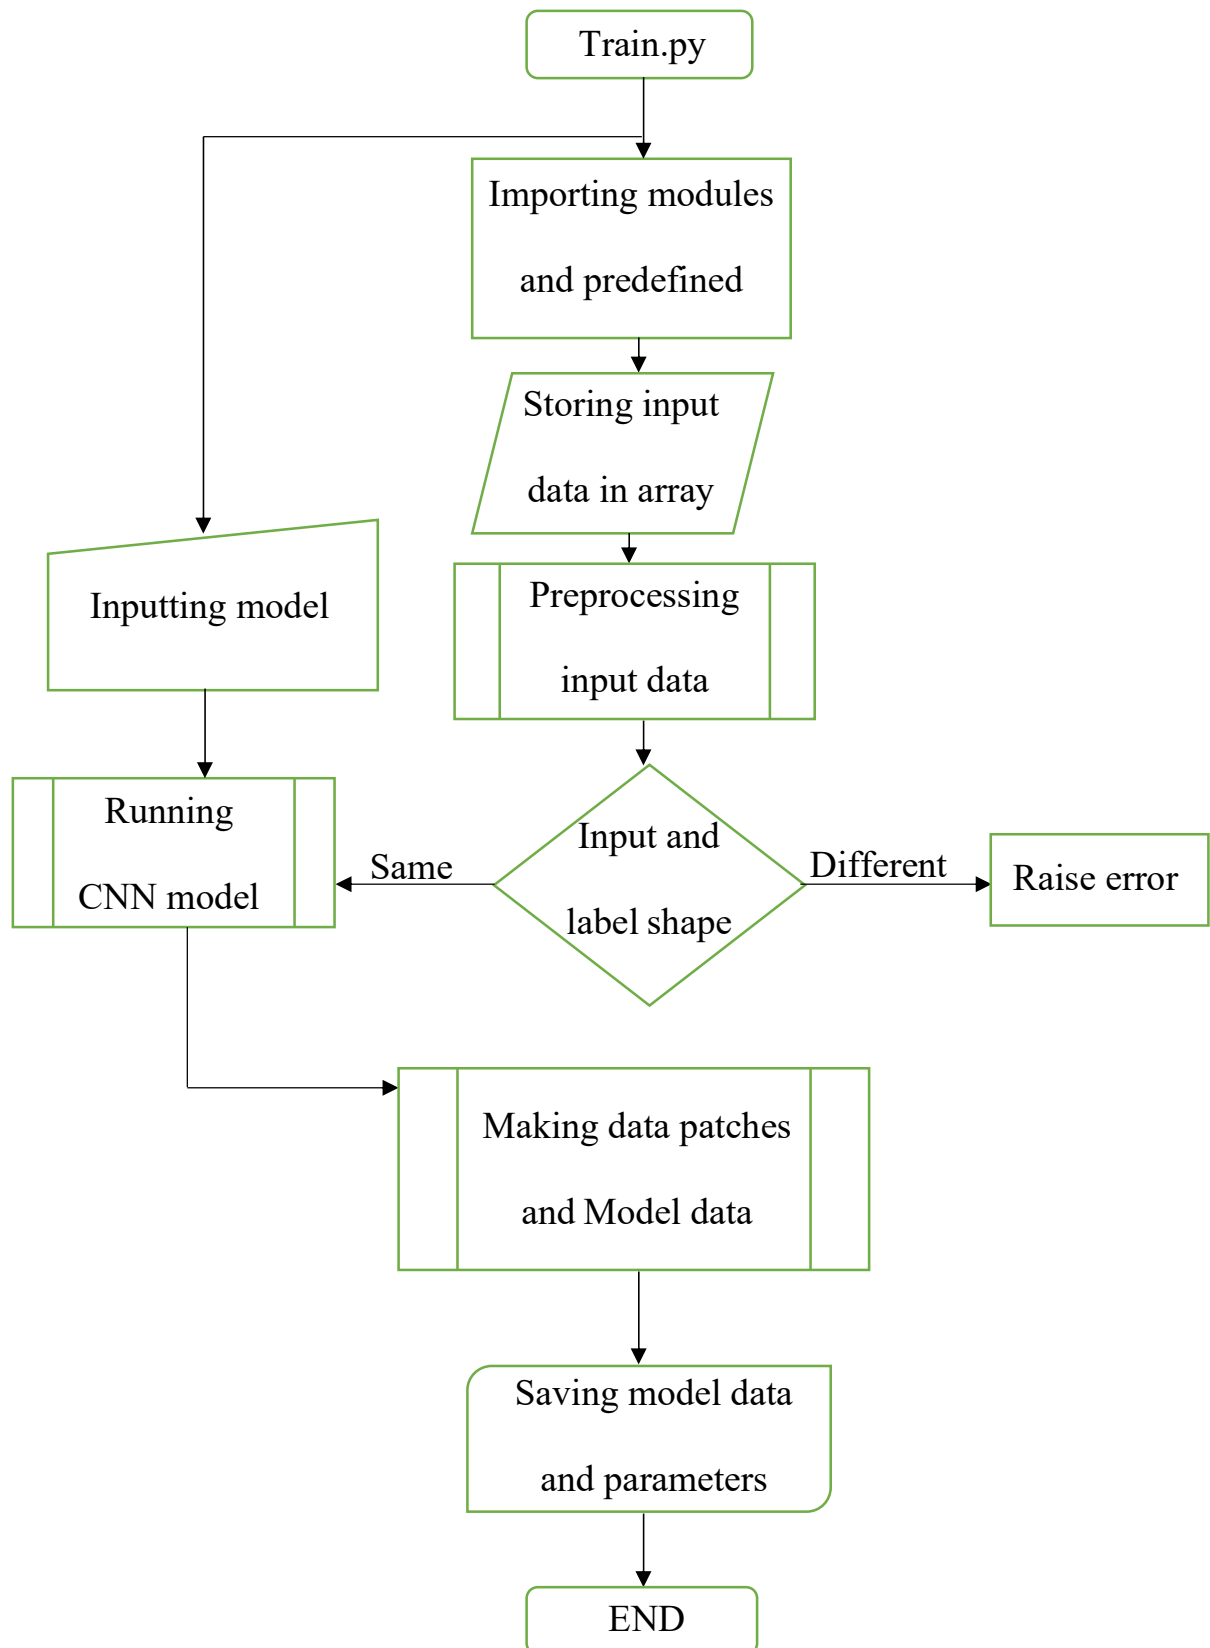 Train.py
Importing modules
and predefined
Storing input
data in array
Inputting model
Preprocessing
input data
Running
CNN model
Same
Input and
label shape
Different
Raise error
Making data patches
and Model data
Saving model data
and parameters
END